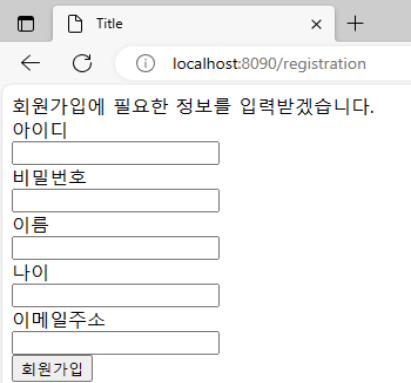 Title
localhost:8090/registration
회원가입에 필요한 정보를 입력받겠습니다.
아이디
비밀번호
이름
나이
이메일주소
회원가입